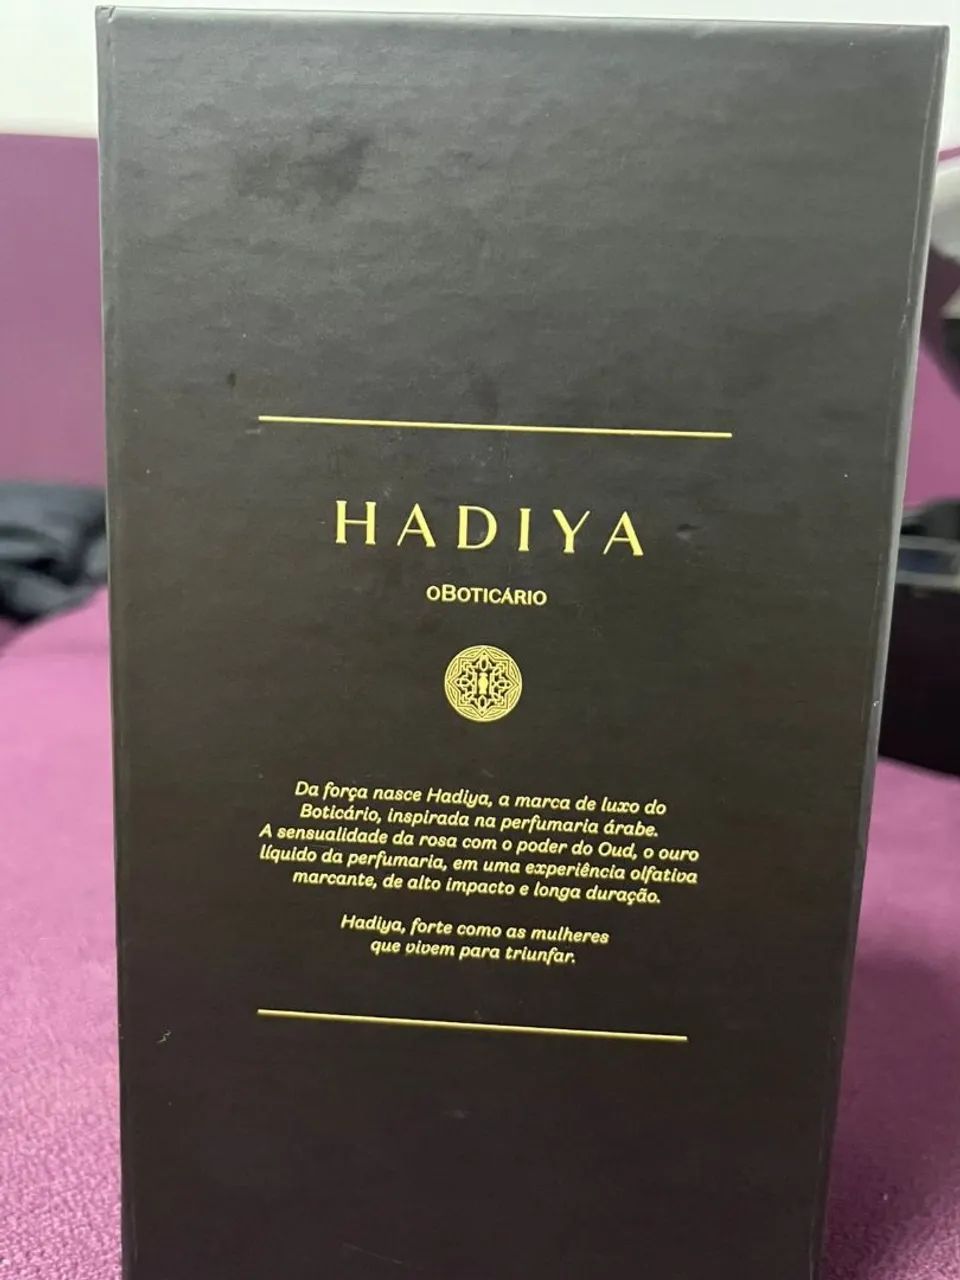 HADIYA
OBOTICÁRIO
Da força nasce Hadiya, a marca de luxo do
Boticário, inspirada na perfumaria árabe.
A sensualidade da rosa com o poder do Oud, o ouro
líquido da perfumaria, em uma experiência olfativa
marcante, de alto impacto e longa duração.
Hadiya, forte como as mulheres
que vivem para triunfar.